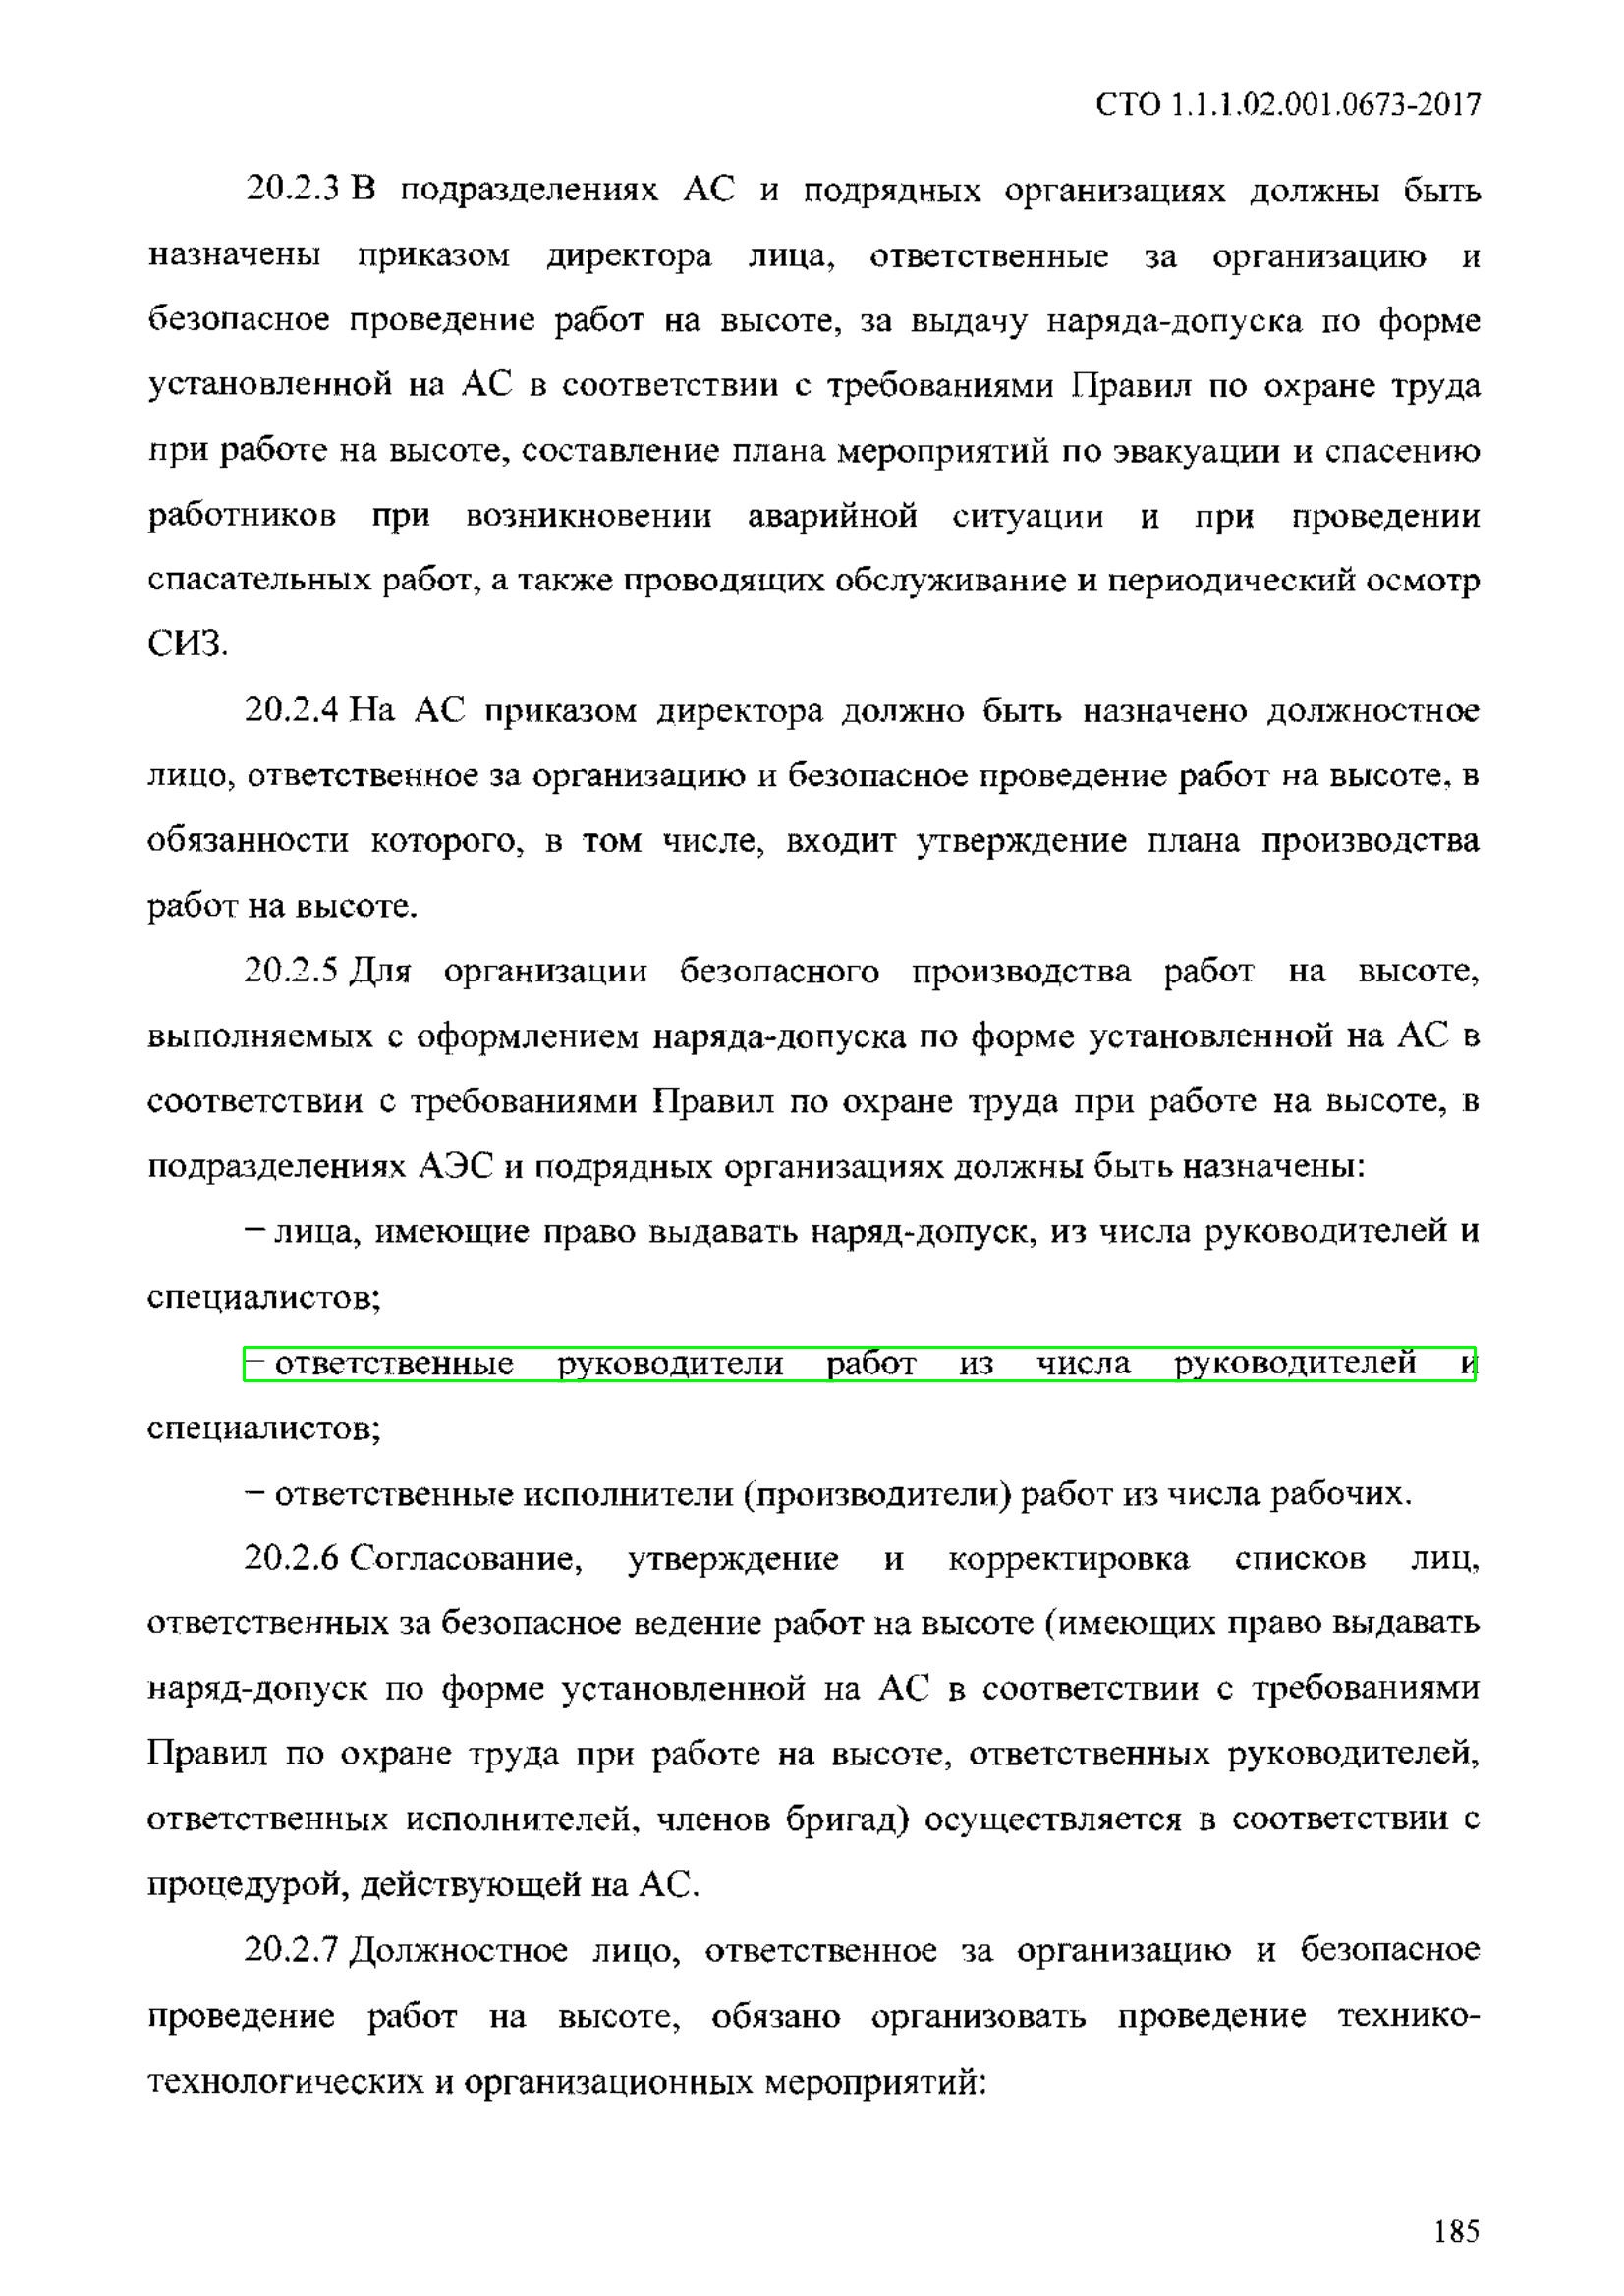 СТО 1.1.1.02.001.0673-2017
20.2.3 В подразделениях АС и подрядных организациях должны быть
назначены приказом директора лица, ответственные за организацию и
безопасное проведение работ на высоте, за выдачу наряда-допуска по форме
установленной на АС в соответствии с требованиями Правил по охране труда
при работе на высоте, составление плана мероприятий по эвакуации и спасению
работников при возникновении аварийной ситуации и при проведении
спасательных работ, а также проводящих обслуживание и периодический осмотр
СИЗ.
20.2.4 На АС приказом директора должно быть назначено должностное
лицо, ответственное за организацию и безопасное проведение работ на высоте, в
обязанности которого, в том числе, входит утверждение плана производства
работ на высоте.
20.2.5 Для организации безопасного производства работ на высоте,
выполняемых с оформлением наряда-допуска по форме установленной на АС в
соответствии с требованиями Правил по охране труда при работе на высоте, в
подразделениях АЭС и подрядных организациях должны быть назначены:
– лица, имеющие право выдавать наряд-допуск, из числа руководителей и
специалистов;
– ответственные руководители работ из числа руководителей и
специалистов;
– ответственные исполнители (производители) работ из числа рабочих.
20.2.6 Согласование, утверждение и корректировка списков лиц,
ответственных за безопасное ведение работ на высоте (имеющих право выдавать
наряд-допуск по форме установленной на АС в соответствии с требованиями
Правил по охране труда при работе на высоте, ответственных руководителей,
ответственных исполнителей, членов бригад) осуществляется в соответствии с
процедурой, действующей на АС.
20.2.7 Должностное лицо, ответственное за организацию и безопасное
проведение работ на высоте, обязано организовать проведение технико-
технологических и организационных мероприятий:
185